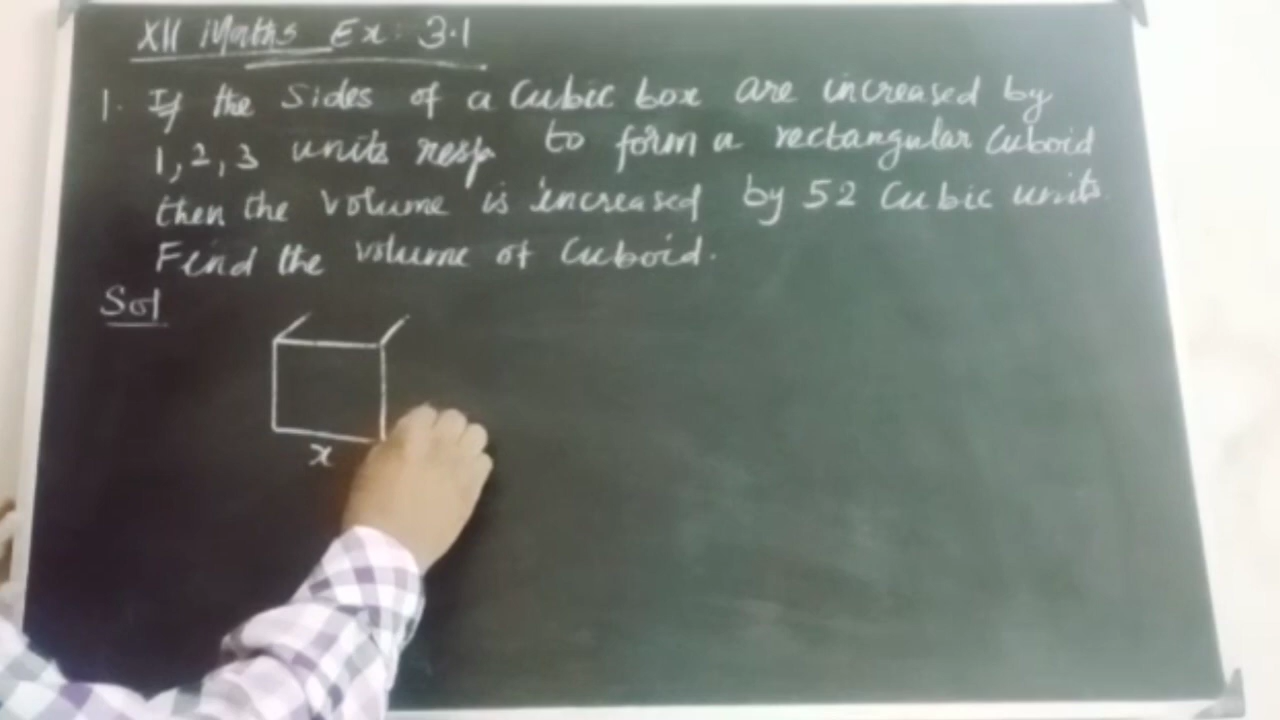 XII Maths Ex: 3.1
1. If the sides of a cubic box are increased by
1, 2, 3 units resp to form a rectangular cuboid
then the volume is increased by 52 cubic units.
Find the volume of cuboid.
Sol
x